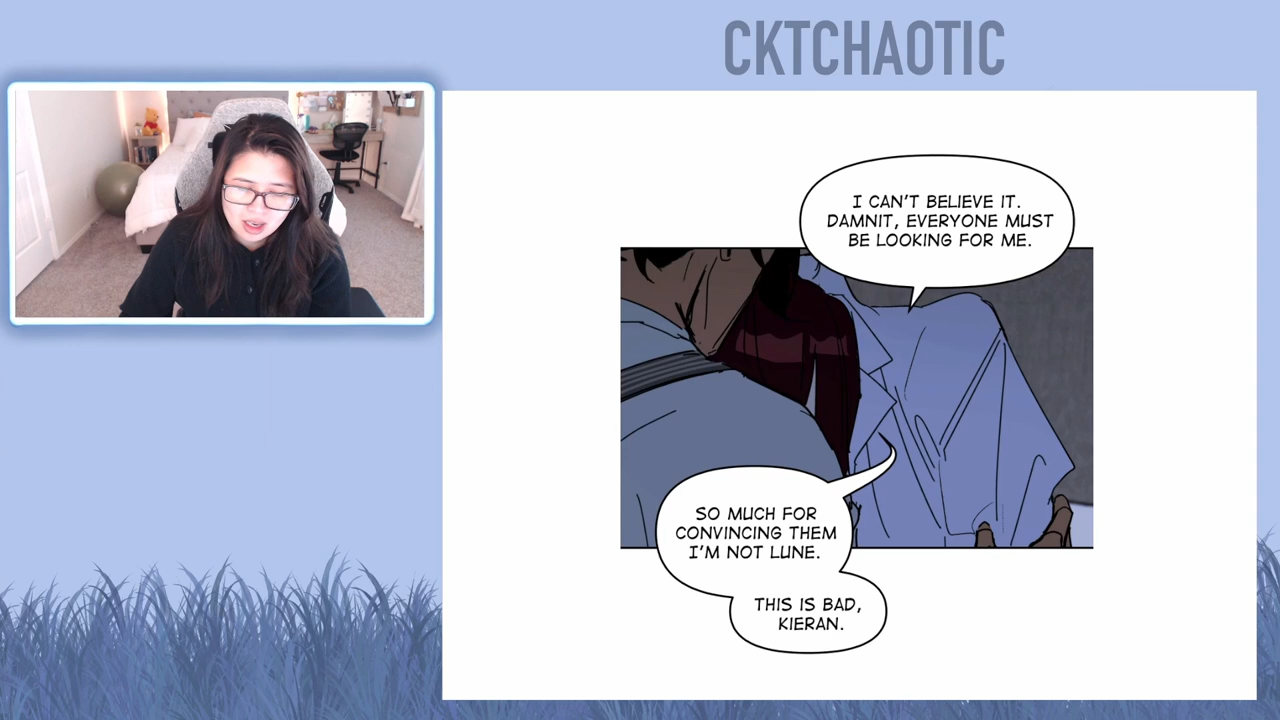 CKTCHAOTIC
I CAN'T BELIEVE IT.
DAMNIT, EVERYONE MUST
BE LOOKING FOR ME.
SO MUCH FOR
CONVINCING THEM
I'M NOT LUNE.
THIS IS BAD,
KIERAN.